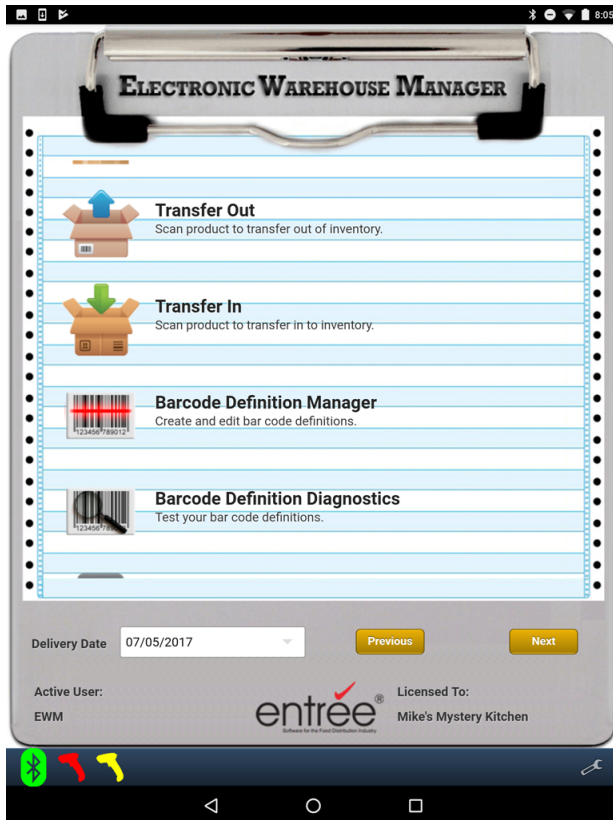 8:05
ELECTRONIC WAREHOUSE MANAGER
Transfer Out
Scan product to transfer out of inventory.
Transfer In
Scan product to transfer in to inventory.
Barcode Definition Manager
Create and edit bar code definitions.
123456 789012
Barcode Definition Diagnostics
Test your bar code definitions.
Delivery Date
07/05/2017
Previous
Next
Active User:
EWM
entrée®
Software for the Food Distribution Industry
Licensed To:
Mike's Mystery Kitchen